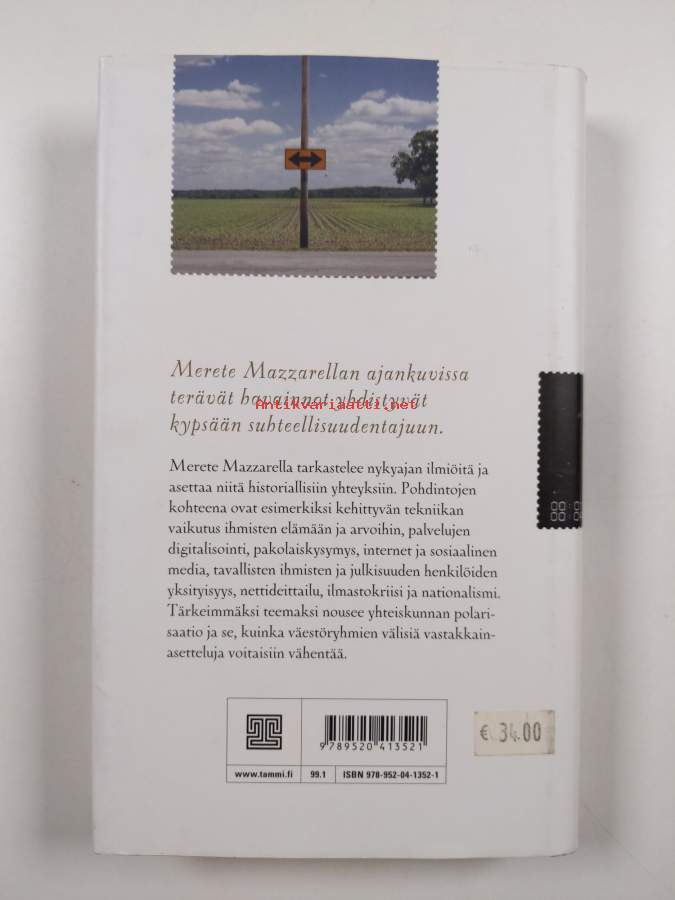 Merete Mazzarellan ajankuvissa
terävät havainnot yhdistyvät
Antikvariaatti.net
kypsään suhteellisuudentajuun.
Merete Mazzarella tarkastelee nykyajan ilmiöitä ja
asettaa niitä historiallisiin yhteyksiin. Pohdintojen
kohteena ovat esimerkiksi kehittyvän tekniikan
vaikutus ihmisten elämään ja arvoihin, palvelujen
digitalisointi, pakolaiskysymys, internet ja sosiaalinen
media, tavallisten ihmisten ja julkisuuden henkilöiden
yksityisyys, nettideittailu, ilmastokriisi ja nationalismi.
Tärkeimmäksi teemaksi nousee yhteiskunnan polari-
saatio ja se, kuinka väestöryhmien välisiä vastakkain-
asetteluja voitaisiin vähentää.
9789520413521
€ 34.00
www.tammi.fi
99.1
ISBN 978-952-04-1352-1